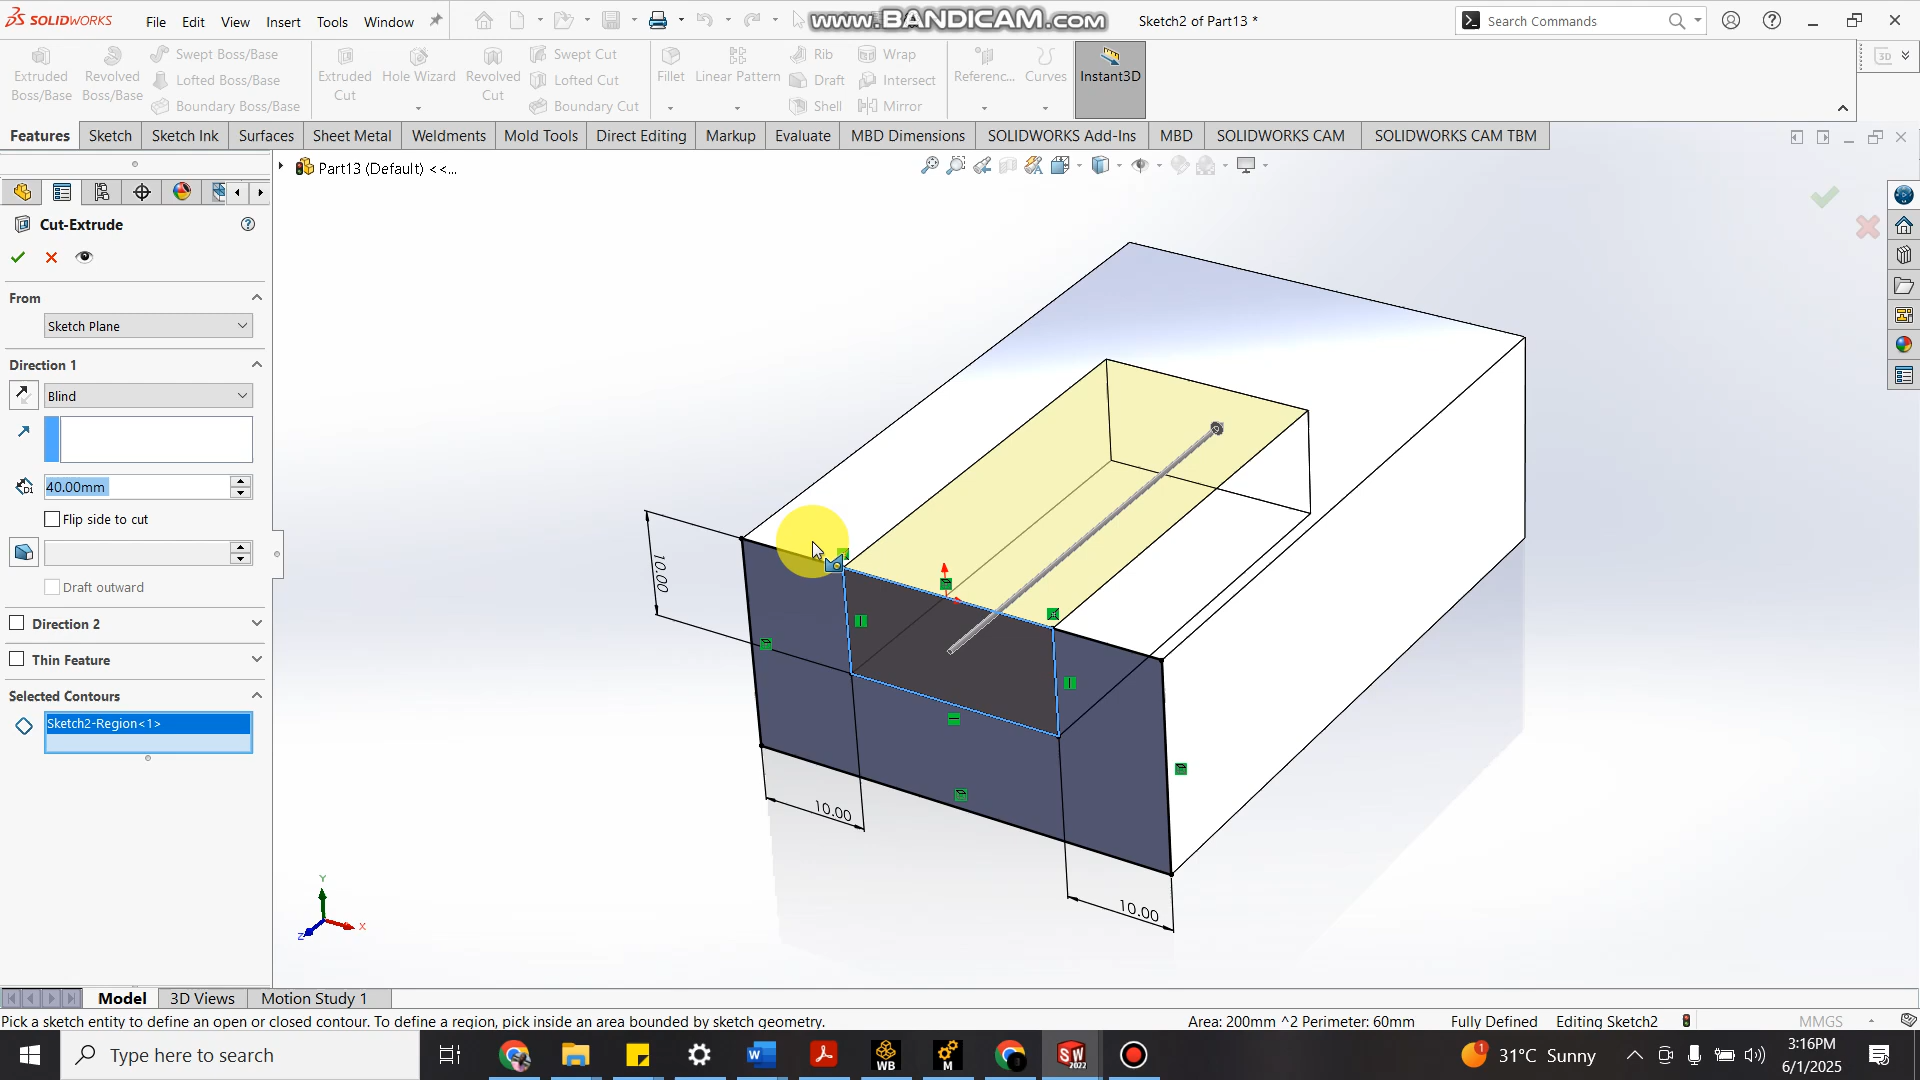 SOLIDWORKS File Edit View Insert Tools Window
www.BANDICAM.com
Sketch2 of Part13 *
Search Commands
Extruded Boss/Base
Revolved Boss/Base
Swept Boss/Base
Lofted Boss/Base
Boundary Boss/Base
Extruded Cut
Hole Wizard
Revolved Cut
Swept Cut
Lofted Cut
Boundary Cut
Fillet
Linear Pattern
Rib
Draft
Shell
Wrap
Intersect
Mirror
Referenc...
Curves
Instant3D
3D
Features Sketch Sketch Ink Surfaces Sheet Metal Weldments Mold Tools Direct Editing Markup Evaluate MBD Dimensions SOLIDWORKS Add-Ins MBD SOLIDWORKS CAM SOLIDWORKS CAM TBM
Part13 (Default) <<...
Cut-Extrude
From
Sketch Plane
Direction 1
Blind
40.00mm
Flip side to cut
Draft outward
Direction 2
Thin Feature
Selected Contours
Sketch2-Region<1>
10.00
10.00
10.00
Y
X
Z
Model 3D Views Motion Study 1
Pick a sketch entity to define an open or closed contour. To define a region, pick inside an area bounded by sketch geometry.
Area: 200mm ^2 Perimeter: 60mm Fully Defined Editing Sketch2 MMGS
Type here to search
W
WB
M
SW
2022
1
31°C Sunny
3:16PM
6/1/2025